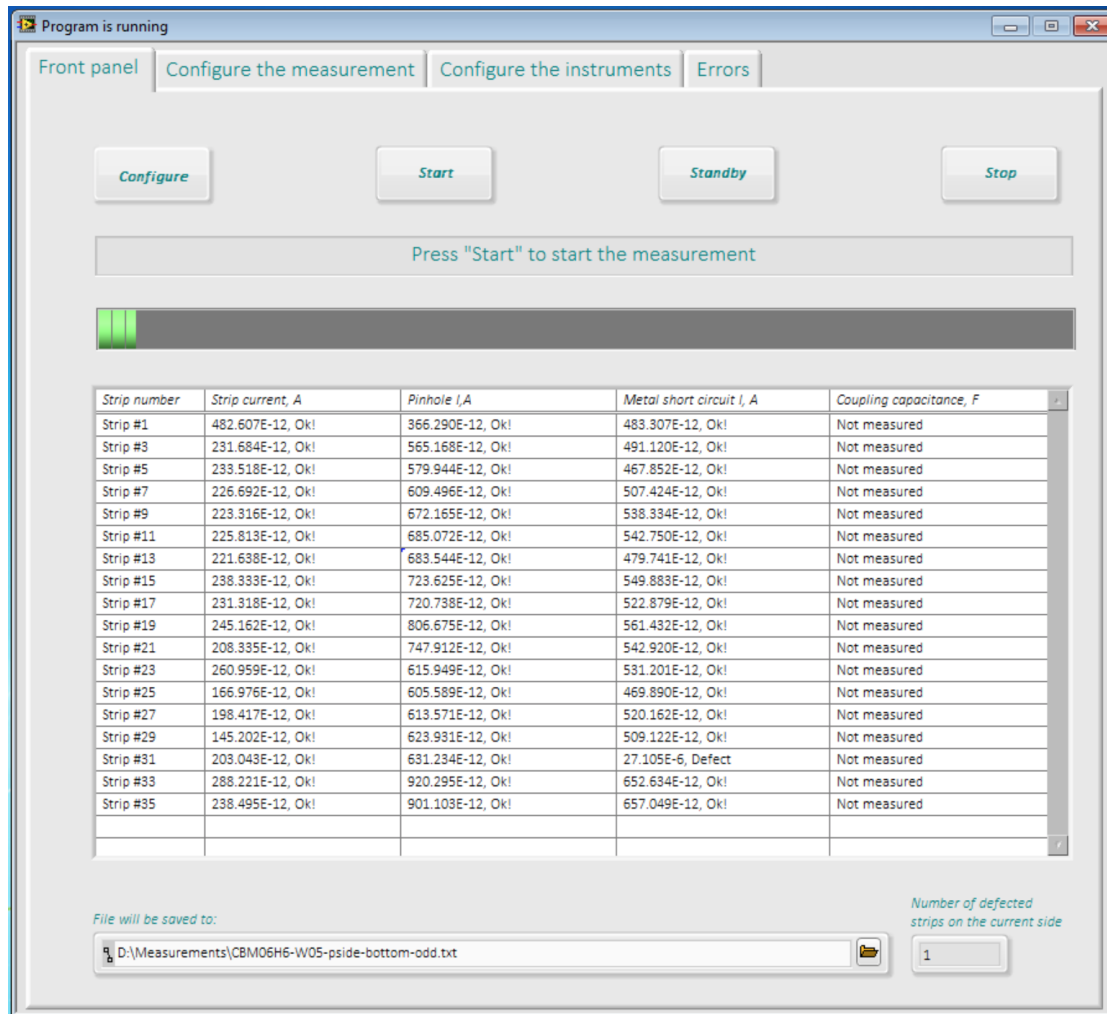 Program is running
Front panel Configure the measurement Configure the instruments Errors
Configure Start Standby Stop
Press "Start" to start the measurement
Strip number Strip current, A Pinhole I,A Metal short circuit I, A Coupling capacitance, F
Strip #1 482.607E-12, Ok! 366.290E-12, Ok! 483.307E-12, Ok! Not measured
Strip #3 231.684E-12, Ok! 565.168E-12, Ok! 491.120E-12, Ok! Not measured
Strip #5 233.518E-12, Ok! 579.944E-12, Ok! 467.852E-12, Ok! Not measured
Strip #7 226.692E-12, Ok! 609.496E-12, Ok! 507.424E-12, Ok! Not measured
Strip #9 223.316E-12, Ok! 672.165E-12, Ok! 538.334E-12, Ok! Not measured
Strip #11 225.813E-12, Ok! 685.072E-12, Ok! 542.750E-12, Ok! Not measured
Strip #13 221.638E-12, Ok! 683.544E-12, Ok! 479.741E-12, Ok! Not measured
Strip #15 238.333E-12, Ok! 723.625E-12, Ok! 549.883E-12, Ok! Not measured
Strip #17 231.318E-12, Ok! 720.738E-12, Ok! 522.879E-12, Ok! Not measured
Strip #19 245.162E-12, Ok! 806.675E-12, Ok! 561.432E-12, Ok! Not measured
Strip #21 208.335E-12, Ok! 747.912E-12, Ok! 542.920E-12, Ok! Not measured
Strip #23 260.959E-12, Ok! 615.949E-12, Ok! 531.201E-12, Ok! Not measured
Strip #25 166.976E-12, Ok! 605.589E-12, Ok! 469.890E-12, Ok! Not measured
Strip #27 198.417E-12, Ok! 613.571E-12, Ok! 520.162E-12, Ok! Not measured
Strip #29 145.202E-12, Ok! 623.931E-12, Ok! 509.122E-12, Ok! Not measured
Strip #31 203.043E-12, Ok! 631.234E-12, Ok! 27.105E-6, Defect Not measured
Strip #33 288.221E-12, Ok! 920.295E-12, Ok! 652.634E-12, Ok! Not measured
Strip #35 238.495E-12, Ok! 901.103E-12, Ok! 657.049E-12, Ok! Not measured
File will be saved to:
D:\Measurements\CBM06H6-W05-pside-bottom-odd.txt
Number of defected
strips on the current side
1